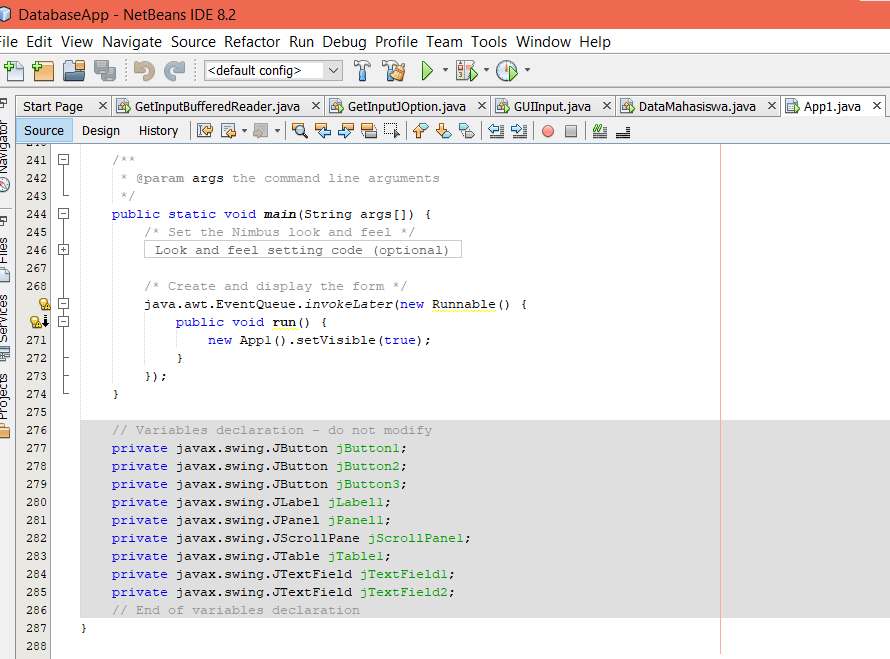 DatabaseApp - NetBeans IDE 8.2
File Edit View Navigate Source Refactor Run Debug Profile Team Tools Window Help
<default config>
Start Page GetInputBufferedReader.java GetInputJOption.java GUIInput.java DataMahasiswa.java App1.java
Source Design History
Navigator
Files
Services
Projects
241 /**
242 * @param args the command line arguments
243 */
244 public static void main(String args[]) {
245 /* Set the Nimbus look and feel */
246 Look and feel setting code (optional)
267
268 /* Create and display the form */
java.awt.EventQueue.invokeLater(new Runnable() {
public void run() {
271 new App1().setVisible(true);
272 }
273 });
274 }
275
276 // Variables declaration - do not modify
277 private javax.swing.JButton jButton1;
278 private javax.swing.JButton jButton2;
279 private javax.swing.JButton jButton3;
280 private javax.swing.JLabel jLabel1;
281 private javax.swing.JPanel jPanel1;
282 private javax.swing.JScrollPane jScrollPane1;
283 private javax.swing.JTable jTable1;
284 private javax.swing.JTextField jTextField1;
285 private javax.swing.JTextField jTextField2;
286 // End of variables declaration
287 }
288